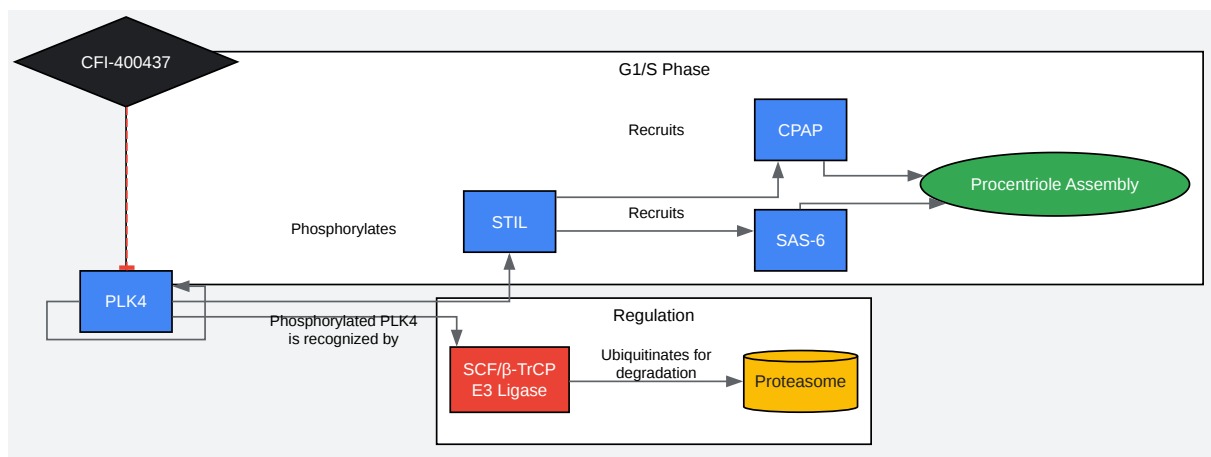 CFI-400437
G1/S Phase
Recruits
CPAP
Procentriole Assembly
STIL
Recruits
Phosphorylates
SAS-6
PLK4
Phosphorylated PLK4
is recognized by
Regulation
SCF/β-TrCP
E3 Ligase
Ubiquitinates for
degradation
Proteasome